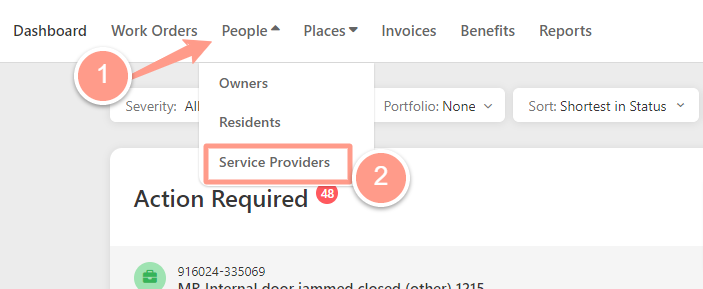 Dashboard Work Orders People Places Invoices Benefits Reports
1
Owners
Severity: All Portfolio: None Sort: Shortest in Status
Residents
Service Providers
2
Action Required 48
916024-335069
MR Internal door jammed closed (other) 1215